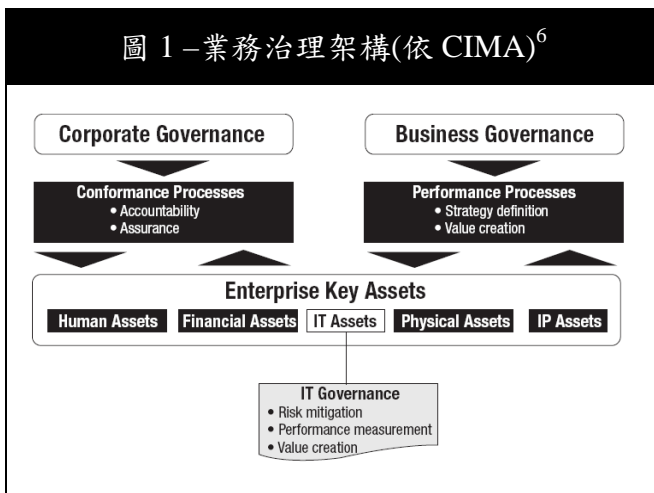 圖 1 –業務治理架構(依 CIMA)6
Corporate Governance
Business Governance
Conformance Processes
• Accountability
• Assurance
Performance Processes
• Strategy definition
• Value creation
Enterprise Key Assets
Human Assets
Financial Assets
IT Assets
Physical Assets
IP Assets
IT Governance
• Risk mitigation
• Performance measurement
• Value creation